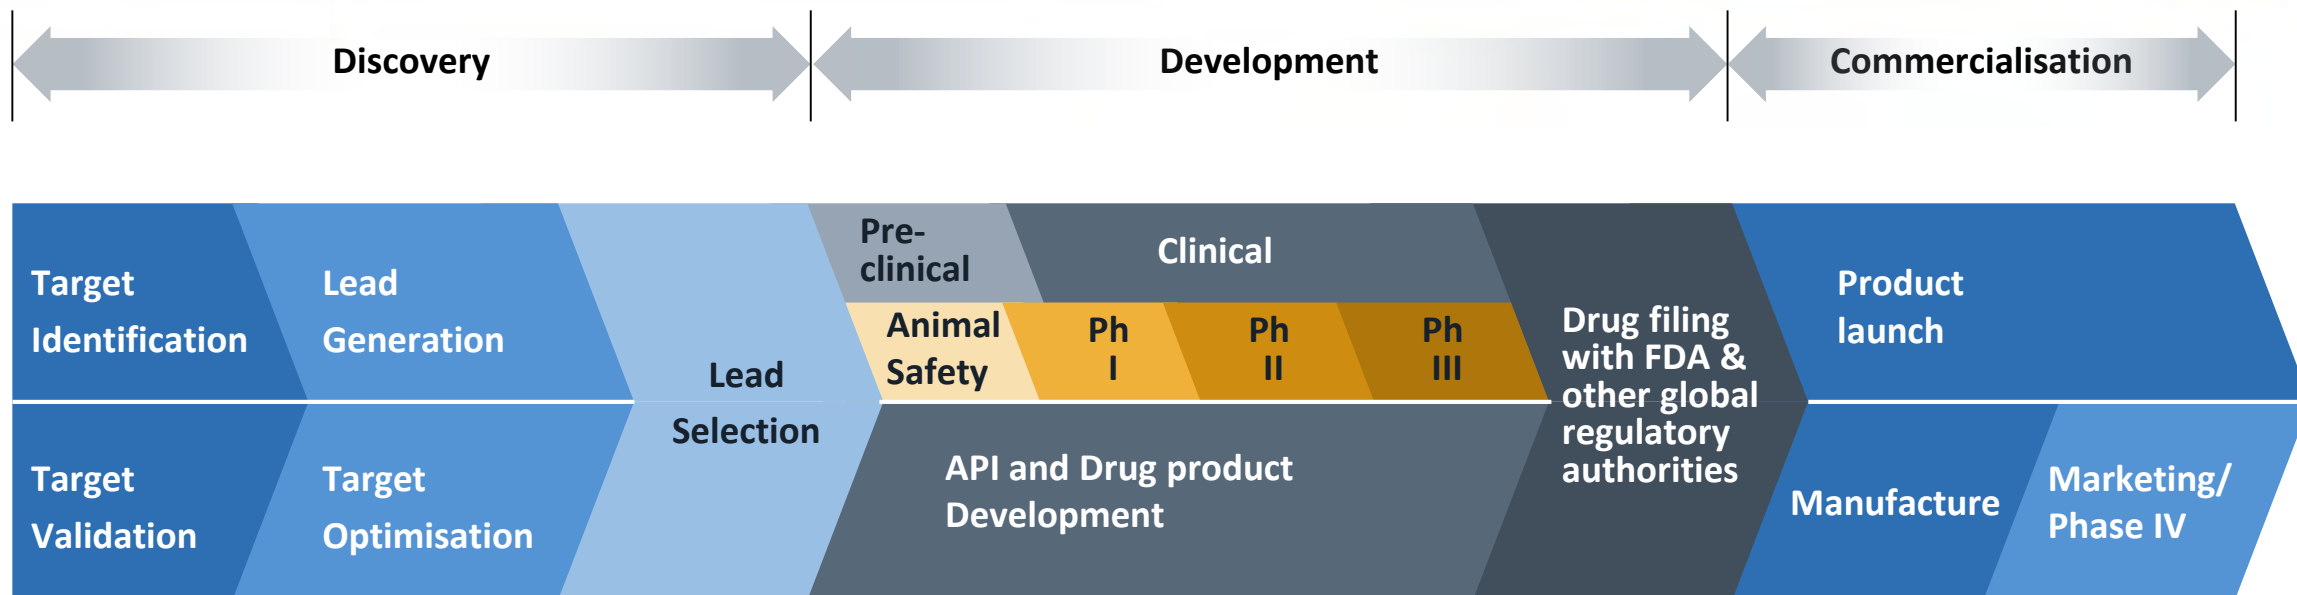 Discovery
Development
Commercialisation
Target
Identification
Lead
Generation
Lead
Selection
Target
Validation
Target
Optimisation
Pre-
clinical
Clinical
Animal
Safety
Ph
I
Ph
II
Ph
III
API and Drug product
Development
Drug filing
with FDA &
other global
regulatory
authorities
Product
launch
Manufacture
Marketing/
Phase IV